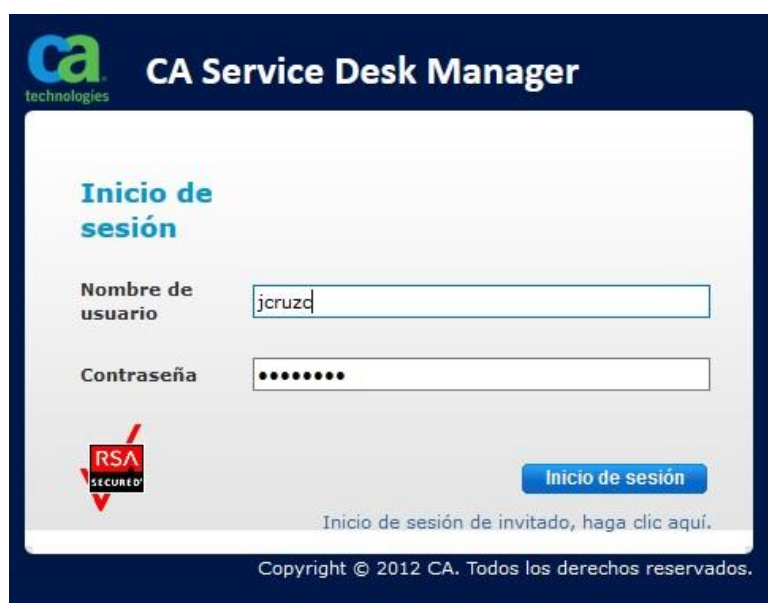 ca
technologies
CA Service Desk Manager
Inicio de
sesión
Nombre de
usuario
jcruzc
Contraseña
••••••••
RSA
SECURED
Inicio de sesión
Inicio de sesión de invitado, haga clic aquí.
Copyright © 2012 CA. Todos los derechos reservados.